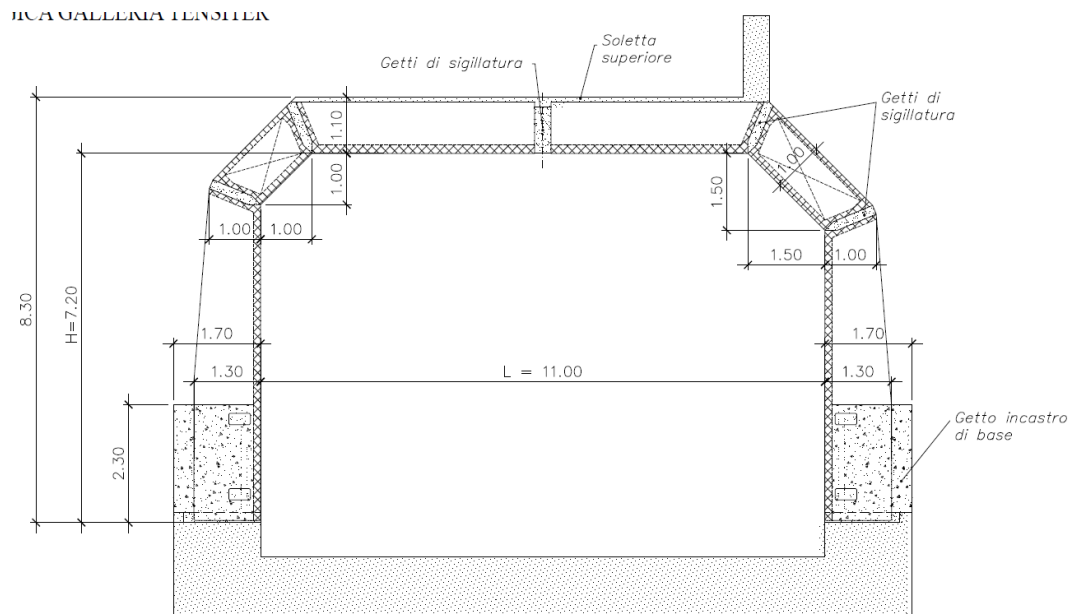 GALLERIA TENSITER
Soletta
superiore
Getti di sigillatura
Getti di
sigillatura
1.10
1.00
1.00
1.50
1.00
1.00
1.50
1.00
8.30
H=7.20
1.70
1.70
1.30
L = 11.00
1.30
2.30
Getto incastro
di base